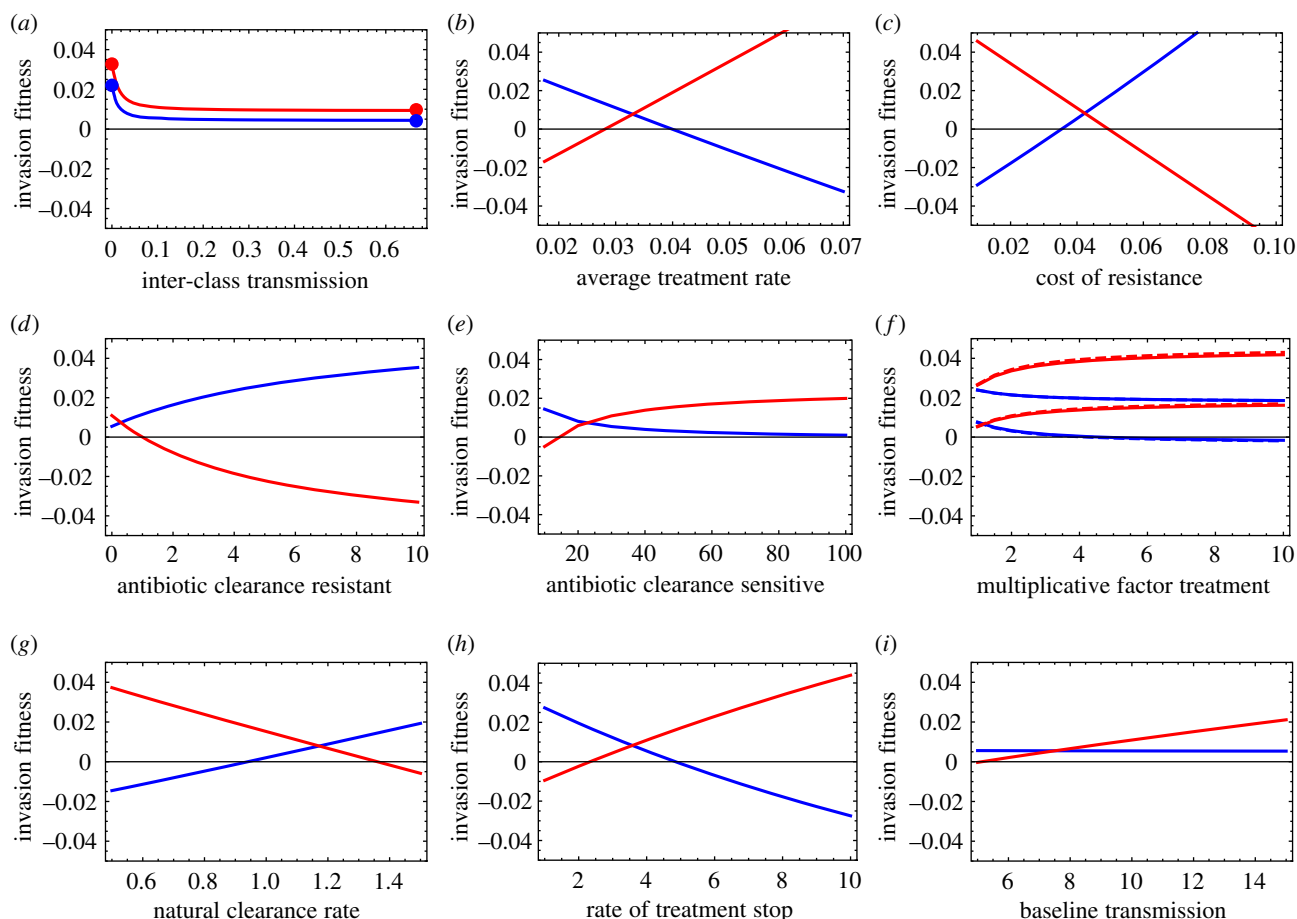 (a)
(b)
(c)
invasion fitness
0.04
0.02
0
−0.02
−0.04
0 0.1 0.2 0.3 0.4 0.5 0.6
inter-class transmission
invasion fitness
0.04
0.02
0
−0.02
−0.04
0.02 0.03 0.04 0.05 0.06 0.07
average treatment rate
invasion fitness
0.04
0.02
0
−0.02
−0.04
0.02 0.04 0.06 0.08 0.10
cost of resistance
(d)
(e)
(f)
invasion fitness
0.04
0.02
0
−0.02
−0.04
0 2 4 6 8 10
antibiotic clearance resistant
invasion fitness
0.04
0.02
0
−0.02
−0.04
20 40 60 80 100
antibiotic clearance sensitive
invasion fitness
0.04
0.02
0
−0.02
−0.04
2 4 6 8 10
multiplicative factor treatment
(g)
(h)
(i)
invasion fitness
0.04
0.02
0
−0.02
−0.04
0.6 0.8 1.0 1.2 1.4
natural clearance rate
invasion fitness
0.04
0.02
0
−0.02
−0.04
2 4 6 8 10
rate of treatment stop
invasion fitness
0.04
0.02
0
−0.02
−0.04
6 8 10 12 14
baseline transmission